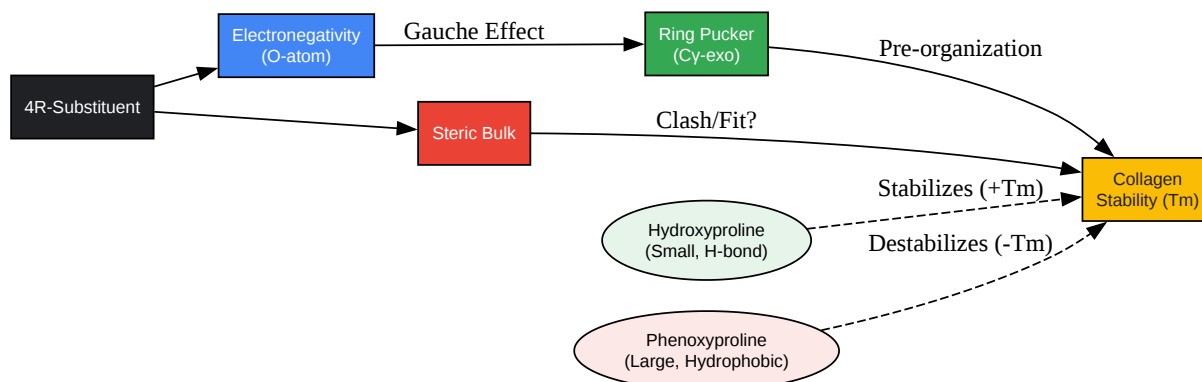 4R-Substituent
Electronegativity
(O-atom)
Gauche Effect
Ring Pucker
(Cγ-exo)
Pre-organization
Steric Bulk
Clash/Fit?
Collagen
Stability (Tm)
Stabilizes (+Tm)
Hydroxyproline
(Small, H-bond)
Destabilizes (-Tm)
Phenoxyproline
(Large, Hydrophobic)